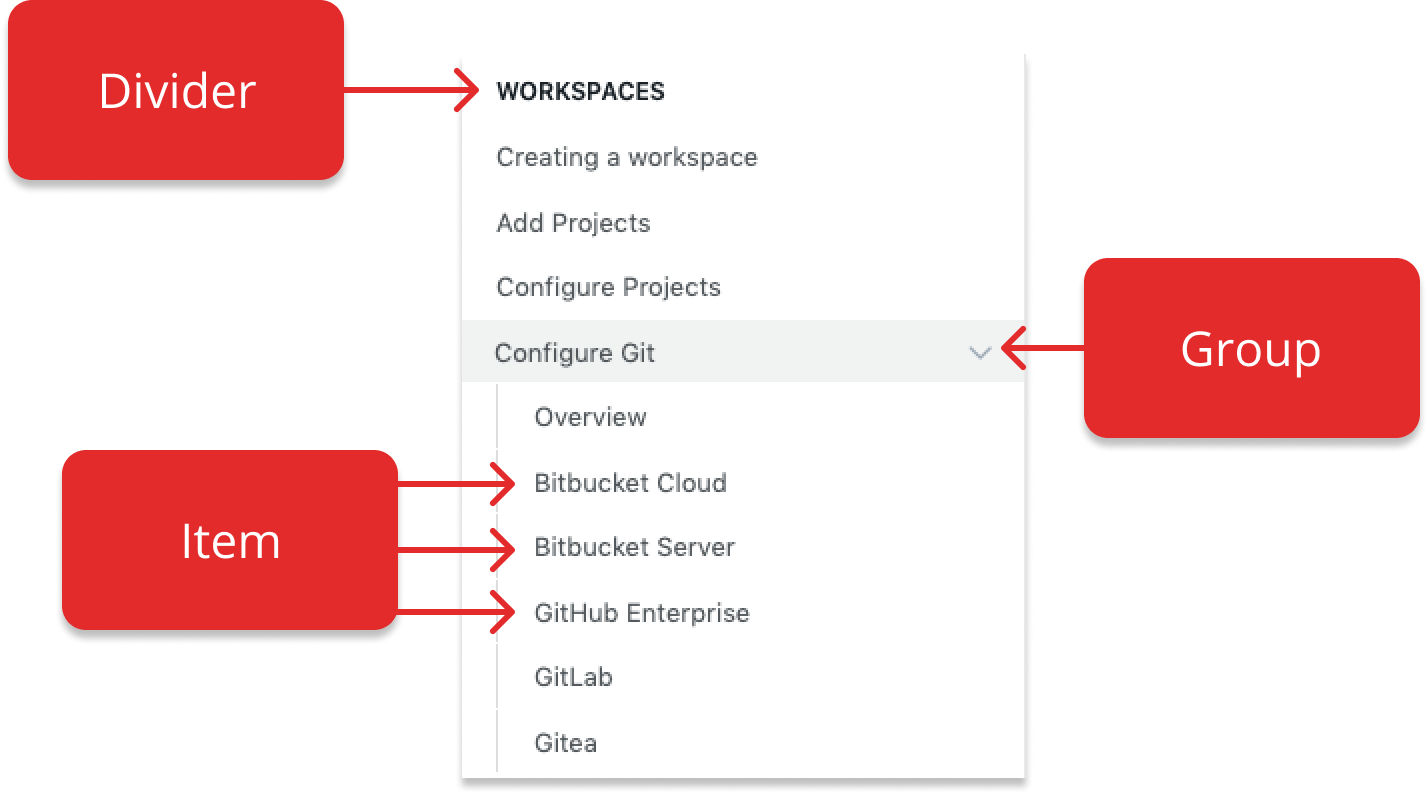 Divider
WORKSPACES
Creating a workspace
Add Projects
Configure Projects
Configure Git
Group
Overview
Bitbucket Cloud
Item
Bitbucket Server
GitHub Enterprise
GitLab
Gitea